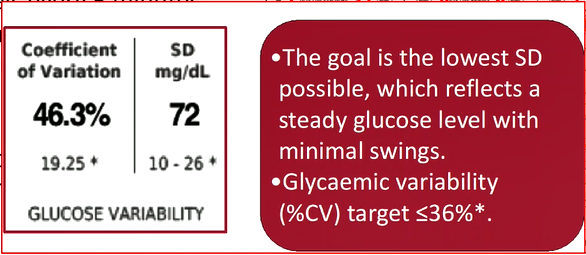 Coefficient of Variation
46.3%
19.25 *
SD mg/dL
72
10 - 26 *
GLUCOSE VARIABILITY
•The goal is the lowest SD
possible, which reflects a
steady glucose level with
minimal swings.
•Glycaemic variability
(%CV) target ≤36%*.